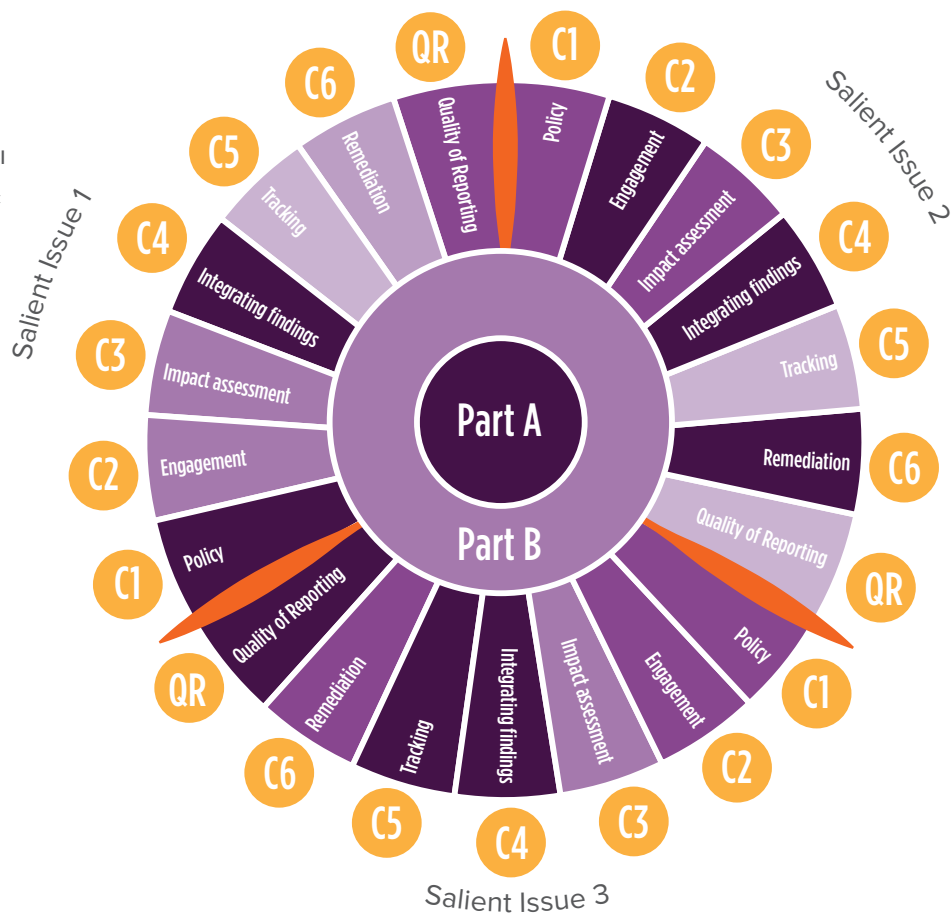 Salient Issue 1
C1
Policy
C2
Engagement
C3
Impact assessment
C4
Integrating findings
C5
Tracking
C6
Remediation
QR
Quality of Reporting
Salient Issue 2
C1
Policy
C2
Engagement
C3
Impact assessment
C4
Integrating findings
C5
Tracking
C6
Remediation
QR
Quality of Reporting
Salient Issue 3
C1
Policy
C2
Engagement
C3
Impact assessment
C4
Integrating findings
C5
Tracking
C6
Remediation
QR
Quality of Reporting
Part A
Part B